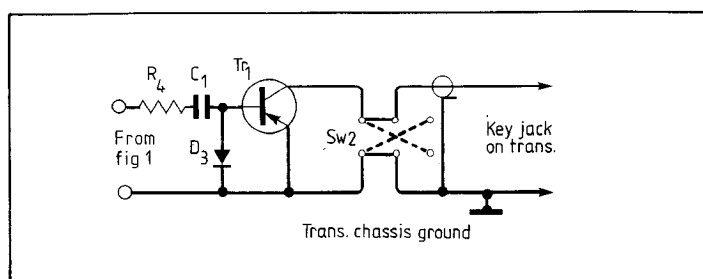 R4
C1
Tr1
From
fig 1
D3
Sw2
Key jack
on trans.
Trans. chassis ground